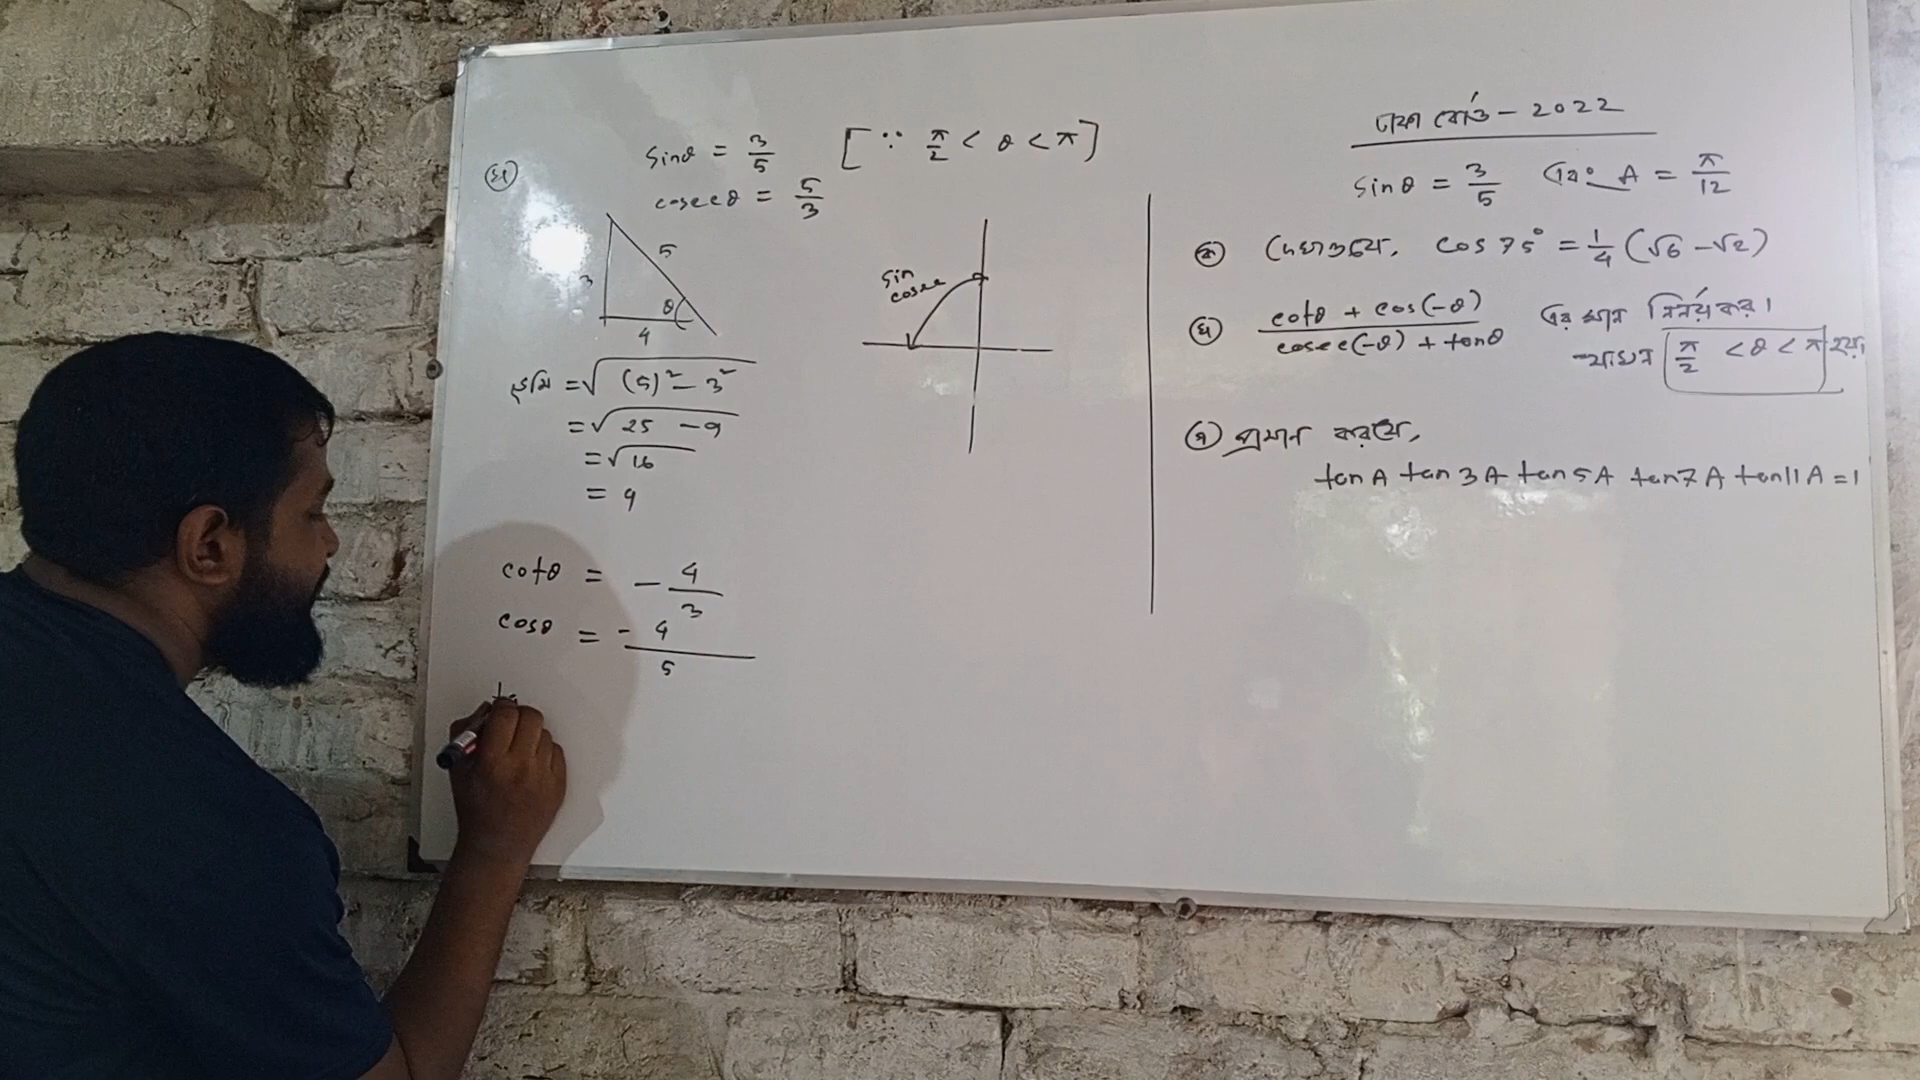 খ sinθ = 3/5 [∵ π/2 < θ < π]
cosecθ = 5/3
3 5 θ 4
sin
cosec
ভূমি = √(5)² - 3²
= √25 - 9
= √16
= 4
cotθ = - 4/3
cosθ = - 4/5
ta
ঢাকা বোর্ড - 2022
sinθ = 3/5 এবং A = π/12
ক দেখাও যে, cos 75° = 1/4 (√6 - √2)
খ cotθ + cos(-θ) / cosec(-θ) + tanθ এর মান নির্নয় কর।
যখন π/2 < θ < π হয়।
গ প্রমান কর যে,
tan A tan 3A tan 5A tan 7A tan 11A = 1